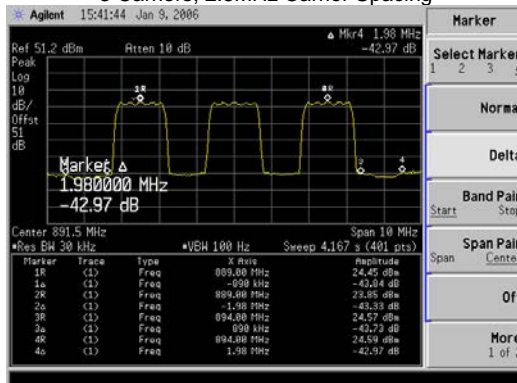 3 Carriers, 2.5MHz Carrier Spacing
Agilent 15:41:44 Jan 9, 2006
Marker
Δ Mkr4 1.98 MHz
Ref 51.2 dBm Atten 10 dB -42.97 dB
Peak
Log
10
dB/
Offst
51
dB
1R
2
4
Marker Δ
1.980000 MHz
-42.97 dB
Center 891.5 MHz Span 10 MHz
•Res BW 30 kHz •VBW 100 Hz Sweep 4.167 s (401 pts)
Marker Trace Type X Axis Amplitude
1R (1) Freq 889.00 MHz 24.45 dBm
1Δ (1) Freq -890 kHz -43.84 dB
2R (1) Freq 889.00 MHz 23.85 dBm
2Δ (1) Freq -1.98 MHz -43.33 dB
3R (1) Freq 894.00 MHz 24.57 dBm
3Δ (1) Freq 890 kHz -43.73 dB
4R (1) Freq 894.00 MHz 24.59 dBm
4Δ (1) Freq 1.98 MHz -42.97 dB
Select Marker
1 2 3
Norma
Delta
Band Pair
Start Stop
Span Pair
Span Cente
Of
More
1 of 2